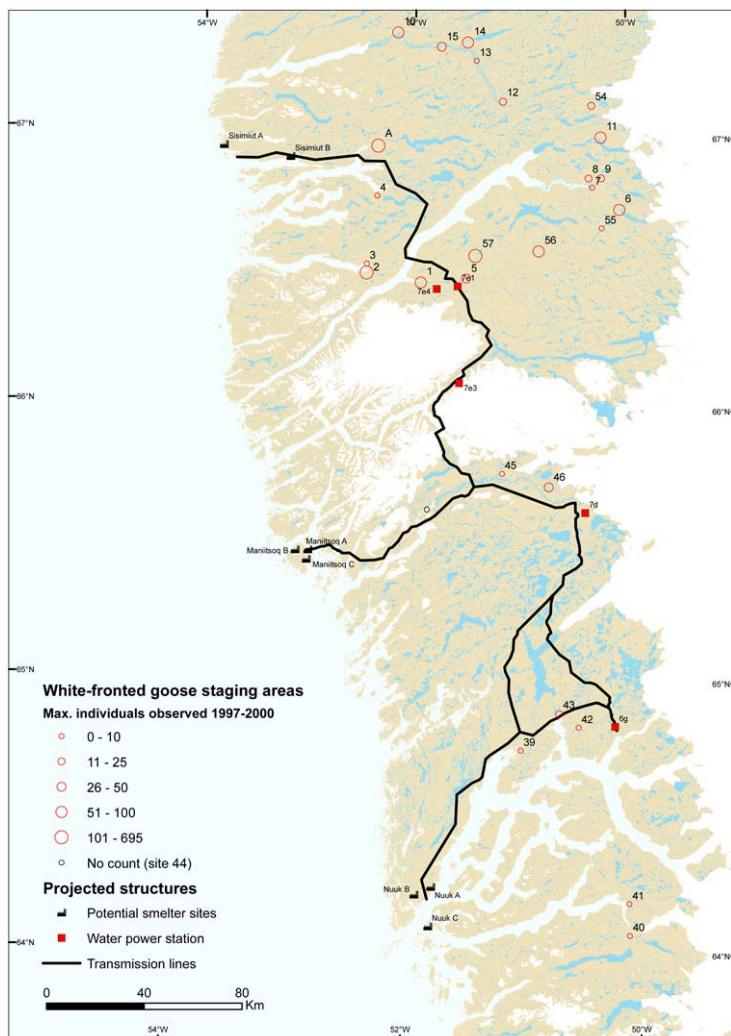 54°W
52°W
50°W
10
15
14
13
12
54
67°N
67°N
11
Sisimiut A
Sisimiut B
A
8
9
7
4
6
55
56
57
3
2
1
5
7e1
7e4
7e3
66°N
66°N
45
46
7d
Maniitsoq B
Maniitsoq A
Maniitsoq C
65°N
65°N
White-fronted goose staging areas
Max. individuals observed 1997-2000
0 - 10
11 - 25
26 - 50
51 - 100
101 - 695
No count (site 44)
Projected structures
Potential smelter sites
Water power station
Transmission lines
0
40
80
Km
43
42
6g
39
Nuuk B
Nuuk A
Nuuk C
41
40
64°N
64°N
54°W
52°W
50°W